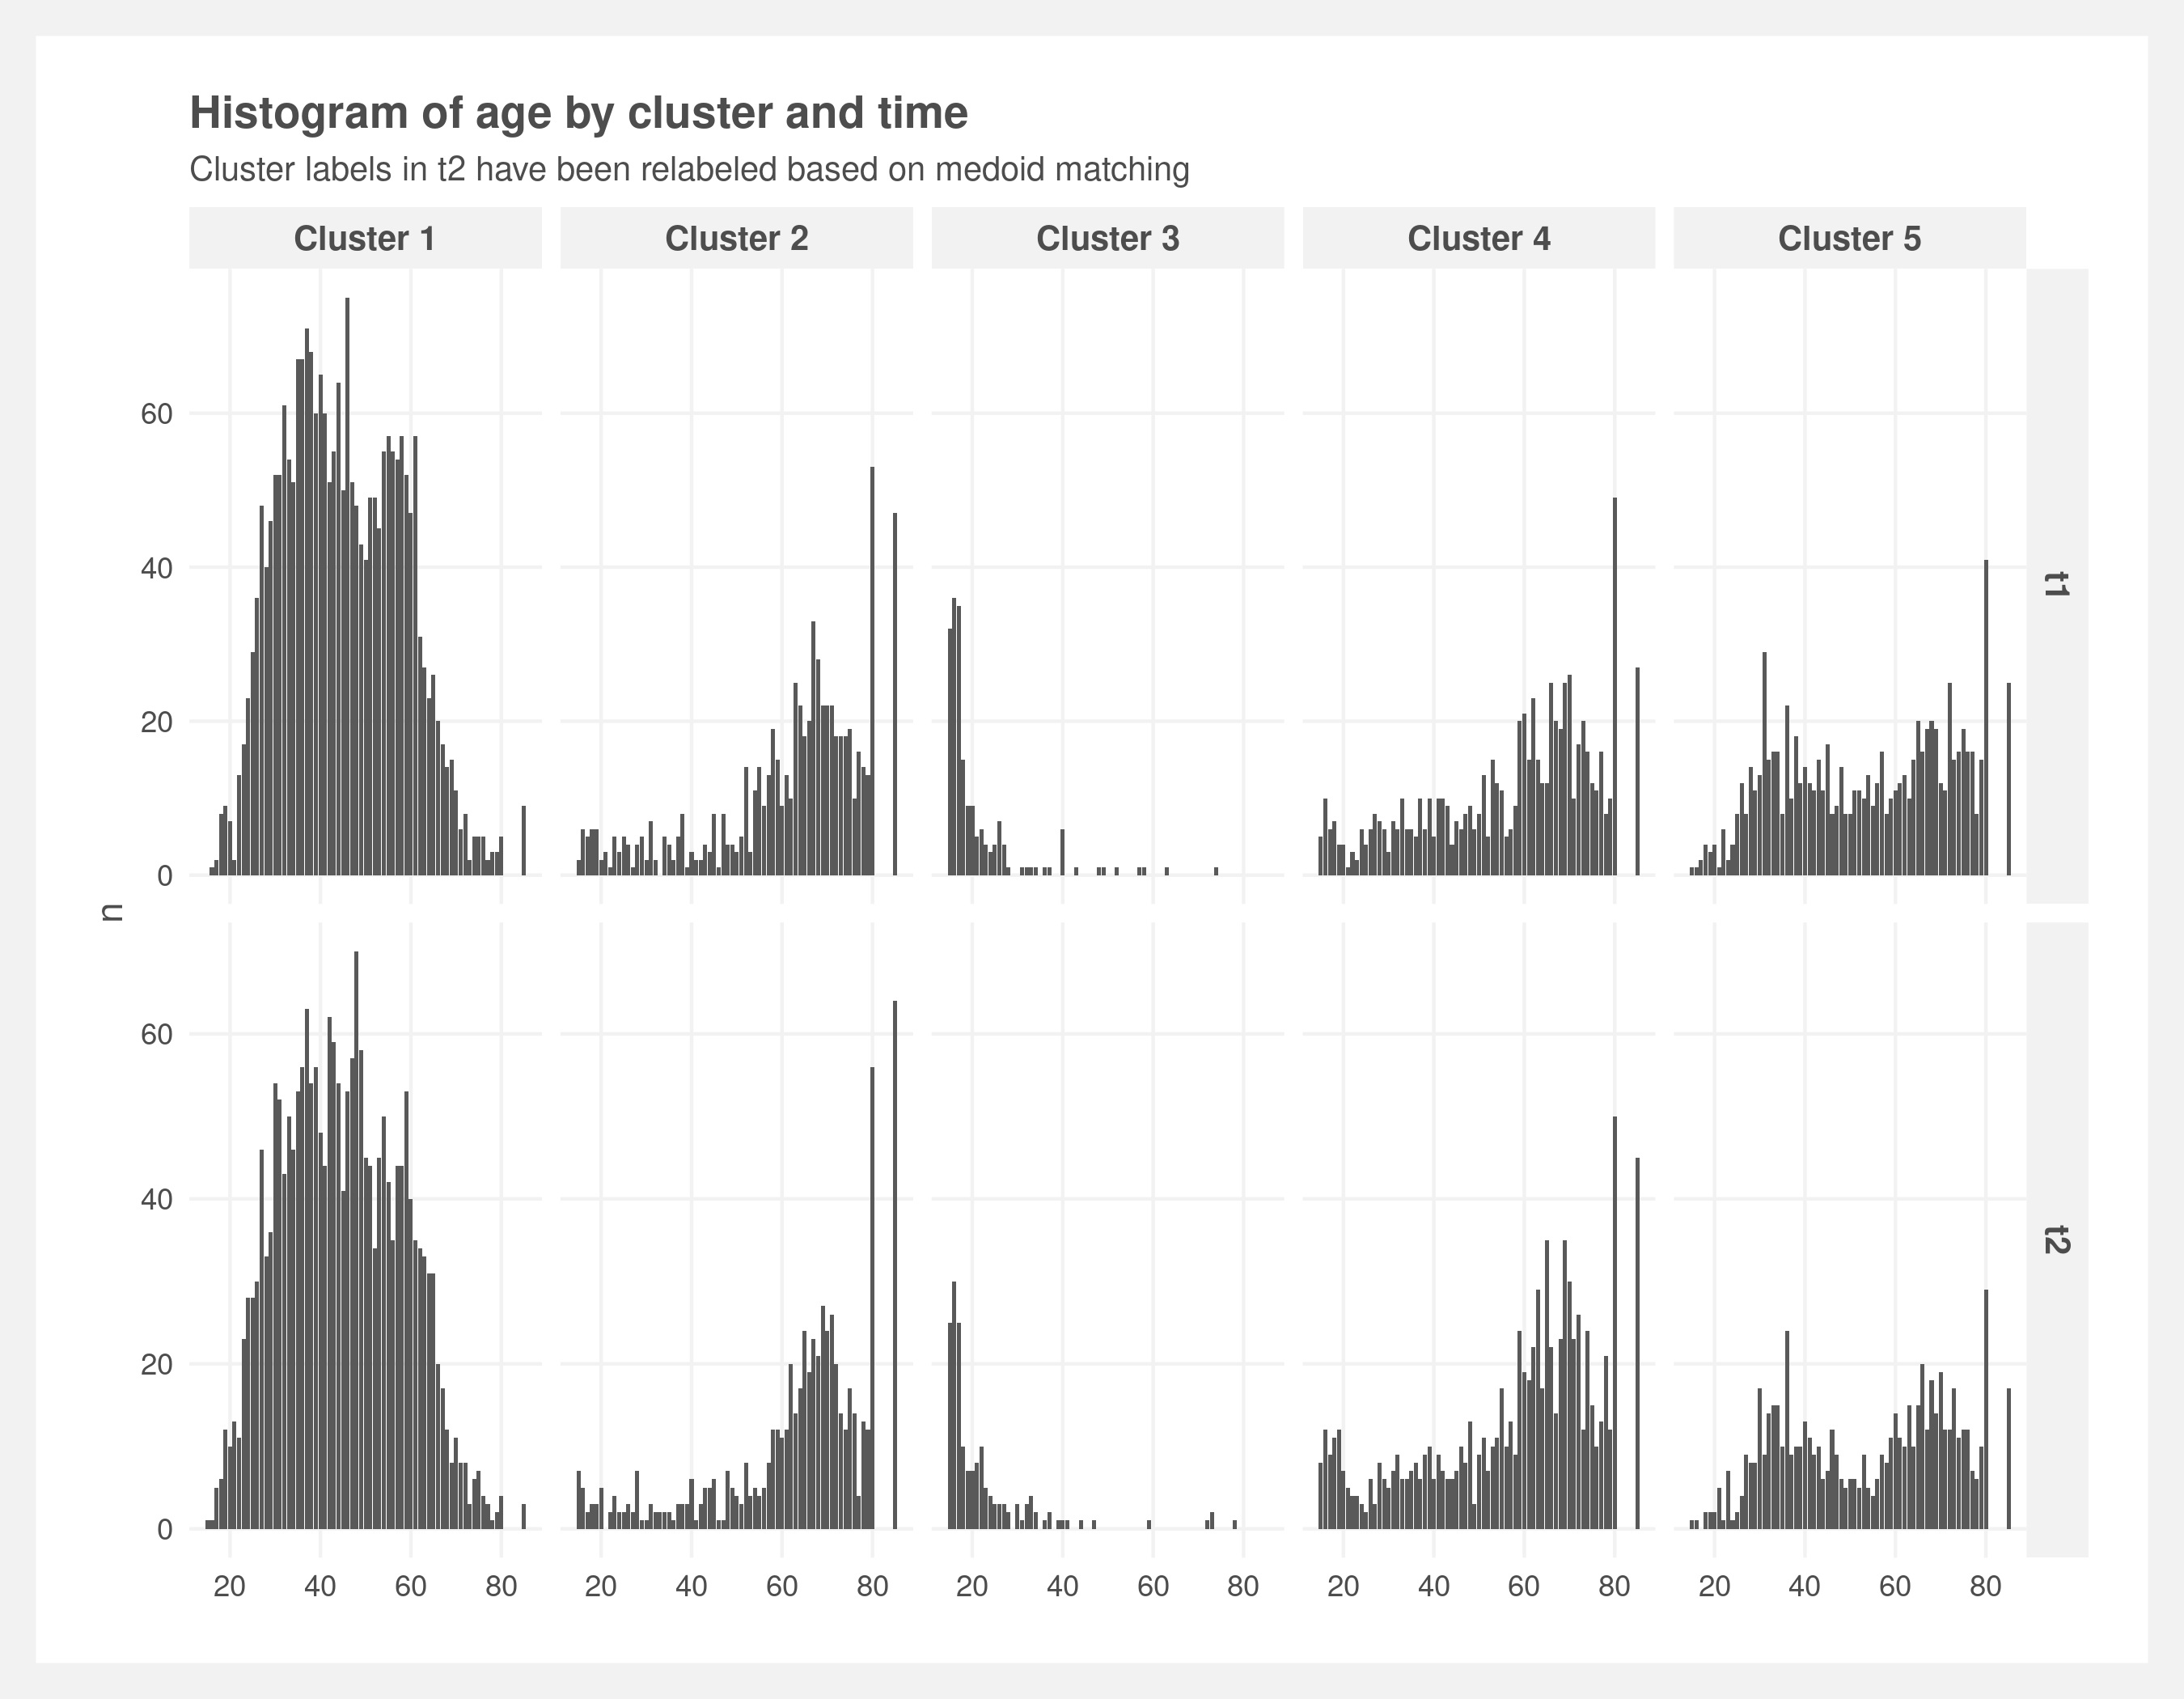 Histogram of age by cluster and time
Cluster labels in t2 have been relabeled based on medoid matching
Cluster 1 Cluster 2 Cluster 3 Cluster 4 Cluster 5
60
40
20
0
t1
n
60
40
20
0
t2
20 40 60 80 20 40 60 80 20 40 60 80 20 40 60 80 20 40 60 80